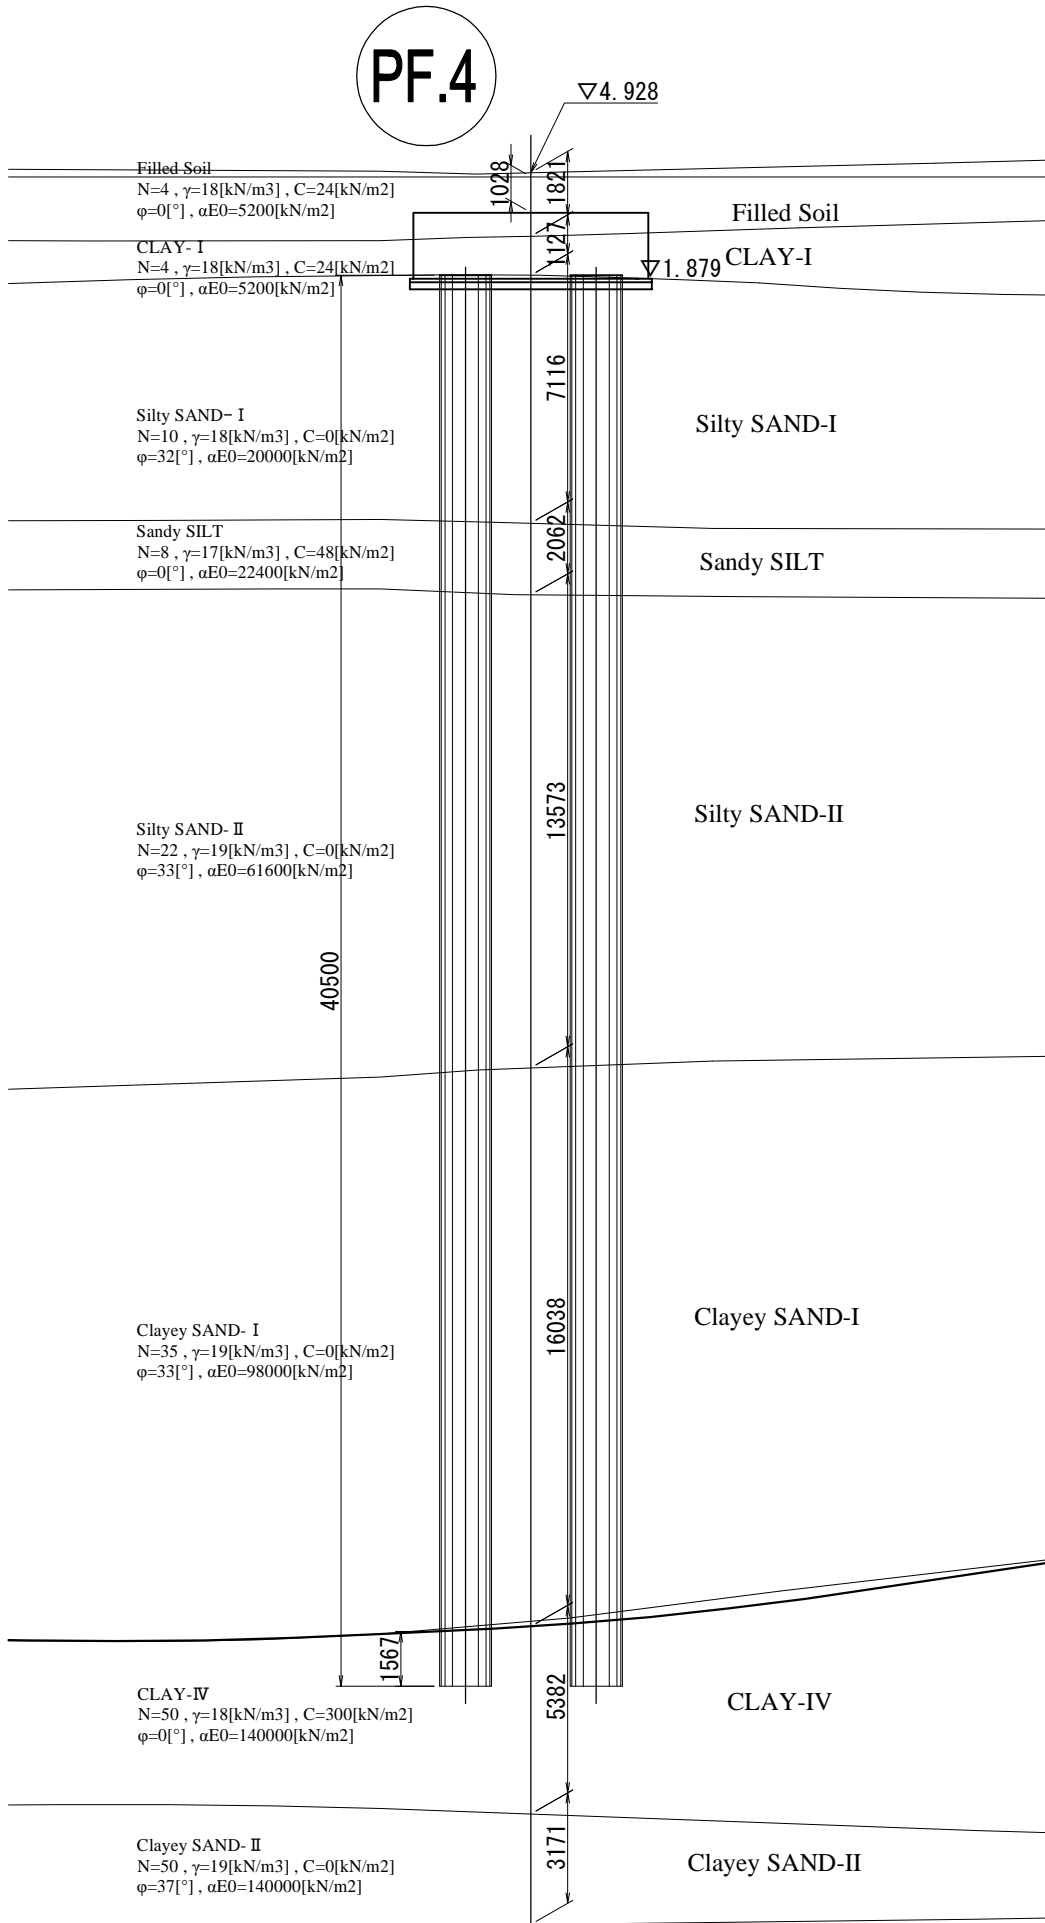 PF.4
▽4.928
1028
1821
Filled Soil
N=4 , γ=18[kN/m3] , C=24[kN/m2]
φ=0[°] , αE0=5200[kN/m2]
Filled Soil
1127
CLAY- Ⅰ
N=4 , γ=18[kN/m3] , C=24[kN/m2]
φ=0[°] , αE0=5200[kN/m2]
CLAY-I
▽1.879
7116
Silty SAND- Ⅰ
N=10 , γ=18[kN/m3] , C=0[kN/m2]
φ=32[°] , αE0=20000[kN/m2]
Silty SAND-I
2062
Sandy SILT
N=8 , γ=17[kN/m3] , C=48[kN/m2]
φ=0[°] , αE0=22400[kN/m2]
Sandy SILT
13573
Silty SAND- Ⅱ
N=22 , γ=19[kN/m3] , C=0[kN/m2]
φ=33[°] , αE0=61600[kN/m2]
Silty SAND-II
40500
16038
Clayey SAND- Ⅰ
N=35 , γ=19[kN/m3] , C=0[kN/m2]
φ=33[°] , αE0=98000[kN/m2]
Clayey SAND-I
1567
5382
CLAY-Ⅳ
N=50 , γ=18[kN/m3] , C=300[kN/m2]
φ=0[°] , αE0=140000[kN/m2]
CLAY-IV
3171
Clayey SAND- Ⅱ
N=50 , γ=19[kN/m3] , C=0[kN/m2]
φ=37[°] , αE0=140000[kN/m2]
Clayey SAND-II